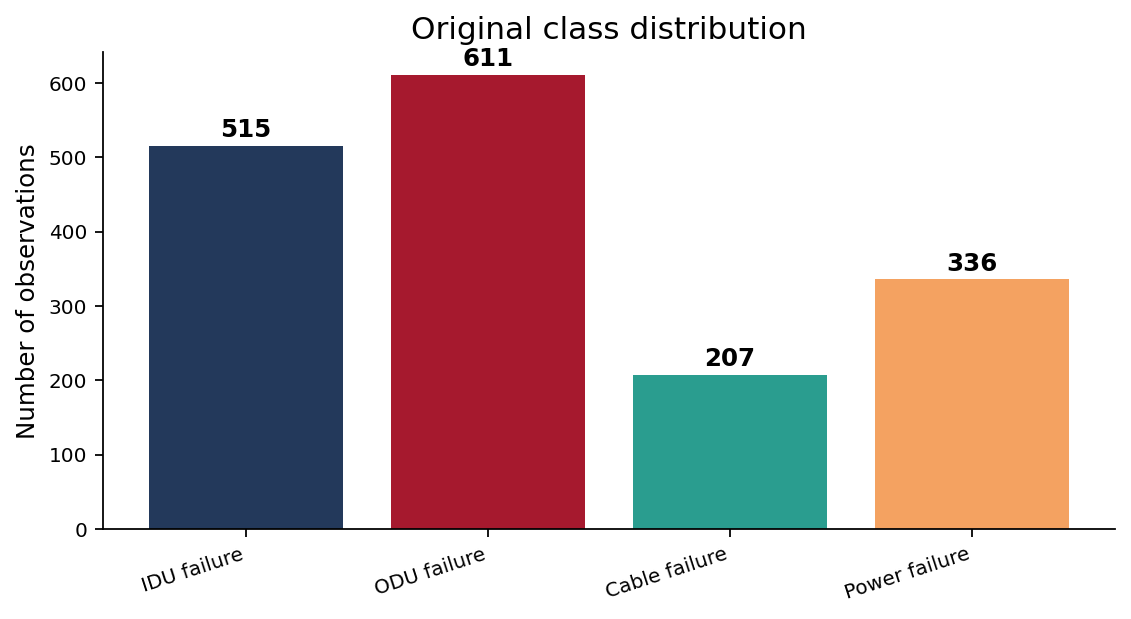 Original class distribution
Number of observations
600
500
400
300
200
100
0
515
611
207
336
IDU failure
ODU failure
Cable failure
Power failure